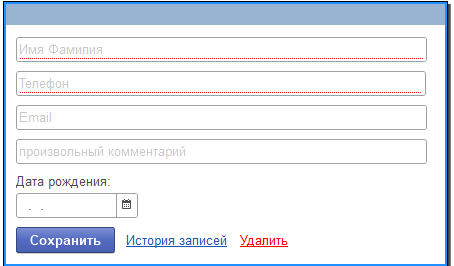 Имя Фамилия
Телефон
Email
произвольный комментарий
Дата рождения:
. .
Сохранить История записей Удалить